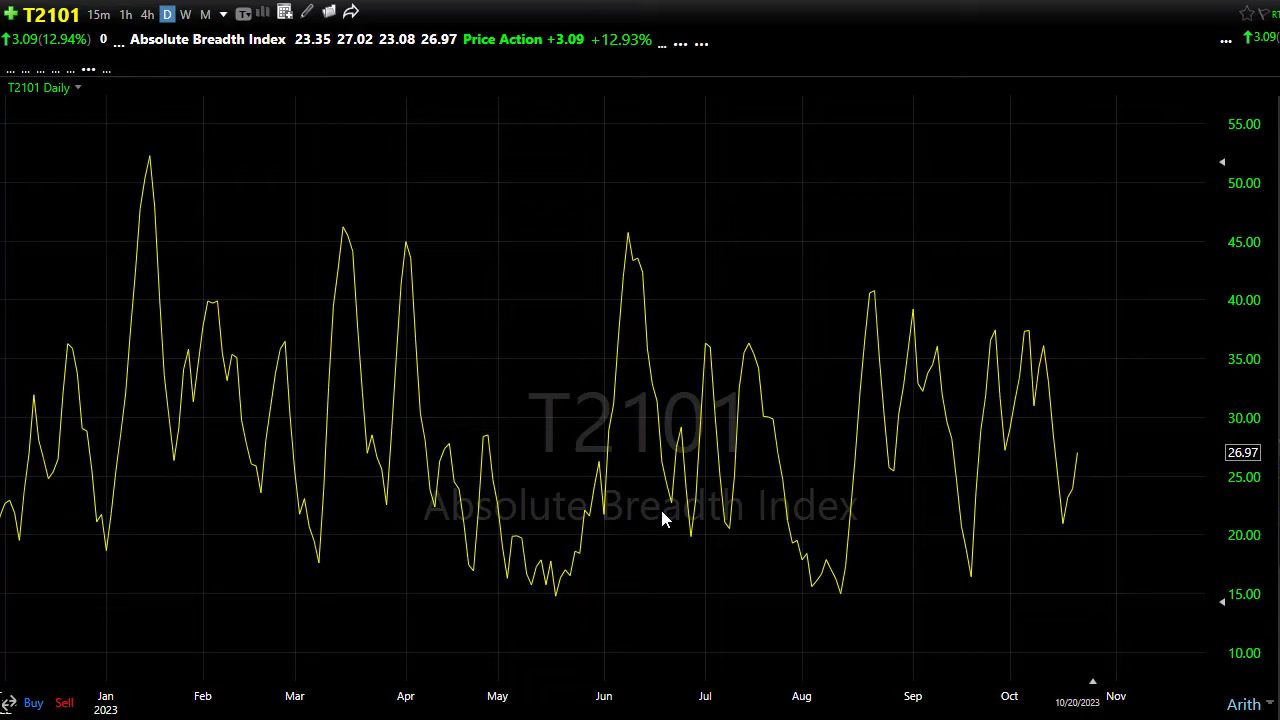 T2101 15m 1h 4h D W M T RT
3.09(12.94%) 0 ... Absolute Breadth Index 23.35 27.02 23.08 26.97 Price Action +3.09 +12.93% ... ... ... ... 3.09(
... ... ... ... ... ... ...
T2101 Daily
55.00
50.00
45.00
40.00
35.00
30.00
T2101
26.97
25.00
Absolute Breadth Index
20.00
15.00
10.00
Jan Feb Mar Apr May Jun Jul Aug Sep Oct Nov
22 Buy Sell 2023 10/20/2023 Arith